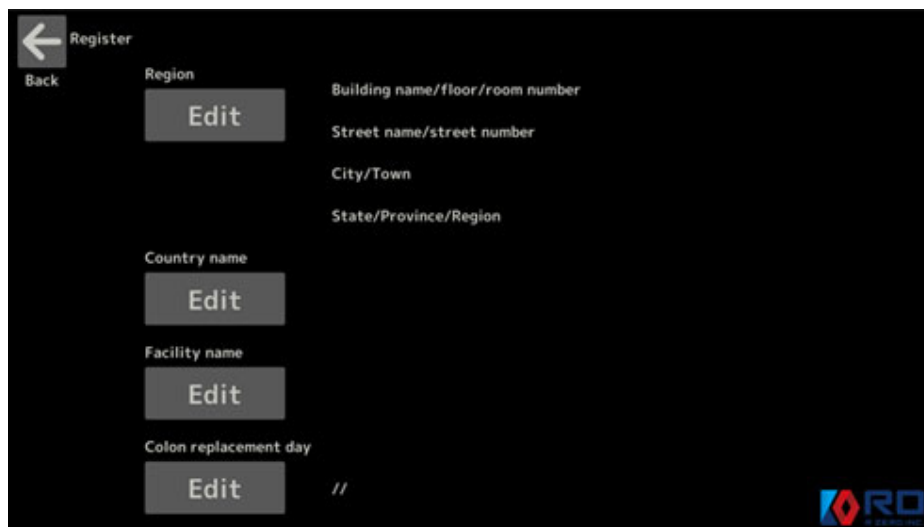 Register
Back
Region
Edit
Building name/floor/room number
Street name/street number
City/Town
State/Province/Region
Country name
Edit
Facility name
Edit
Colon replacement day
Edit
//